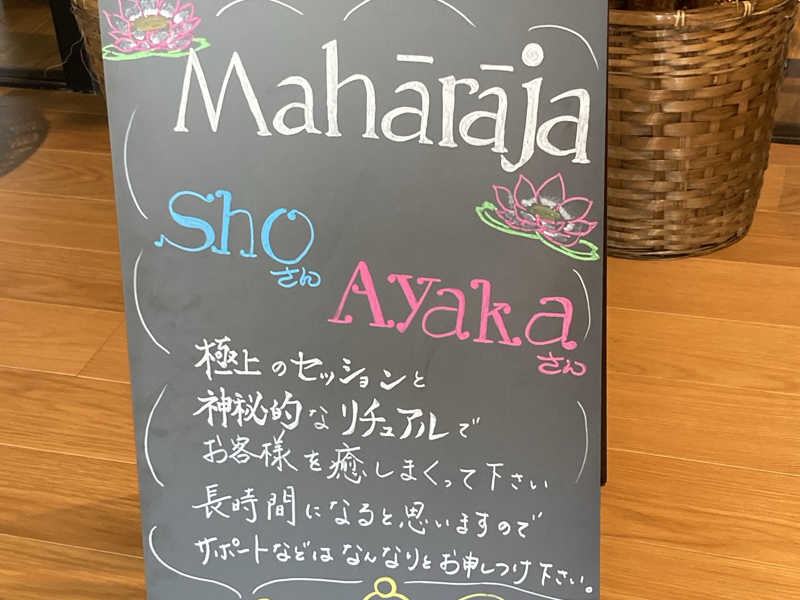 Mahārāja
Sho
さん
Ayaka
さん
極上のセッションと
神秘的なリチュアルで
お客様を癒しまくって下さい
長時間になると思いますので
サポートなどはなんなりとお申しつけ下さい。